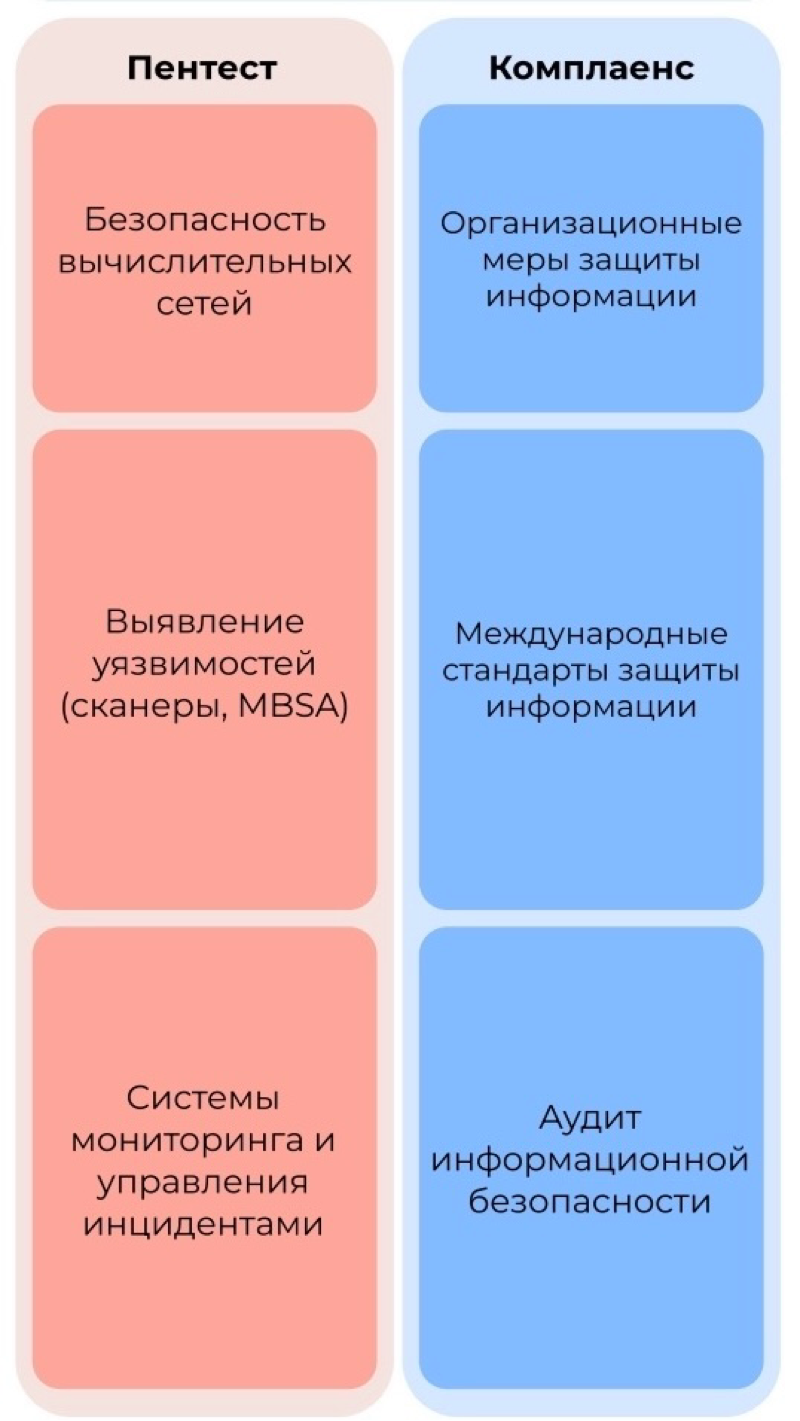 Пентест
Безопасность
вычислительных
сетей
Выявление
уязвимостей
(сканеры, MBSA)
Системы
мониторинга и
управления
инцидентами
Комплаенс
Организационные
меры защиты
информации
Международные
стандарты защиты
информации
Аудит
информационной
безопасности